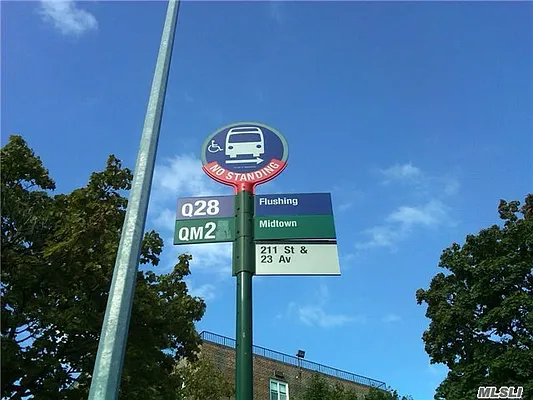 NO STANDING
Q28 Flushing
QM2 Midtown
211 St &
23 Av
MLSLI